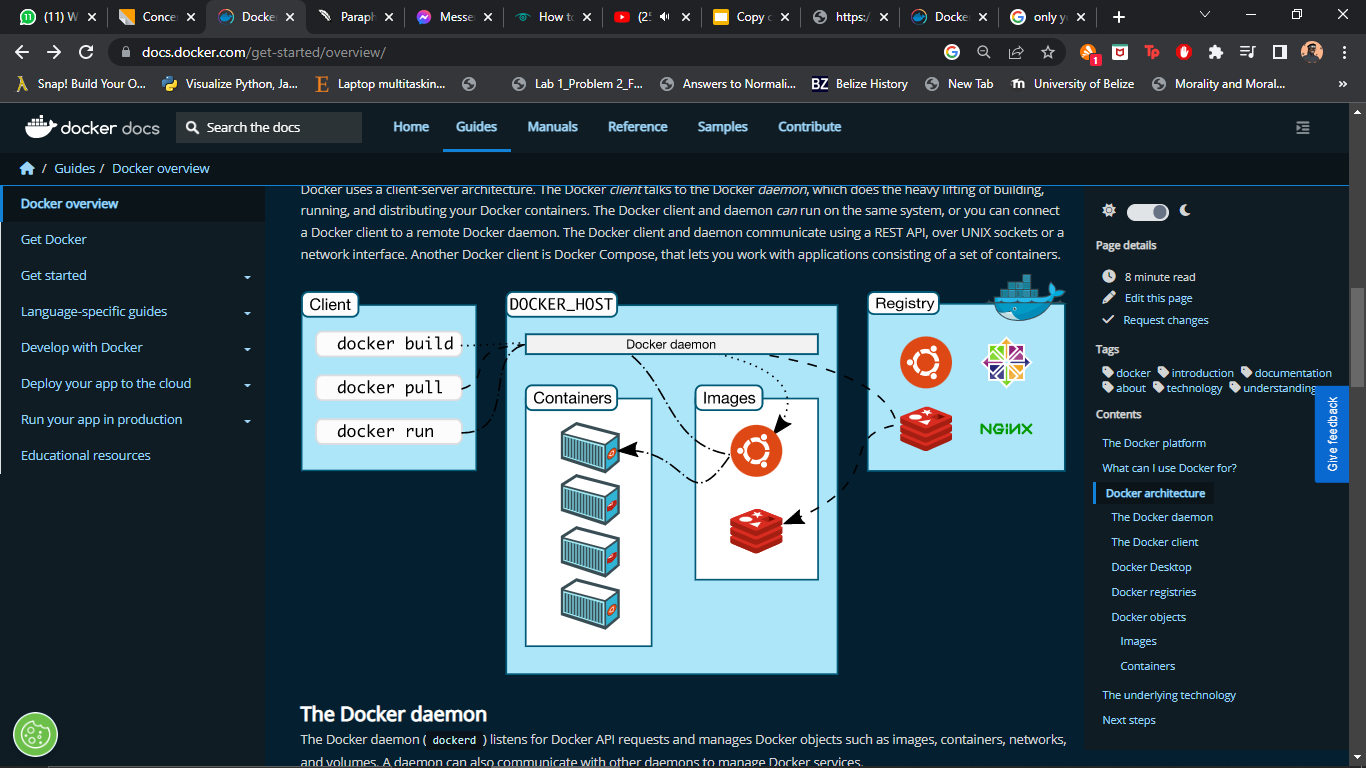 (11) W
Concer
Docker
Paraph
Messe
How to
(25
Copy o
https:/
Docke
only yo
docs.docker.com/get-started/overview/
1
Tp
Snap! Build Your O...
Visualize Python, Ja...
Laptop multitaskin...
Lab 1_Problem 2_F...
Answers to Normali...
BZ Belize History
New Tab
University of Belize
Morality and Moral...
»
docker docs
Search the docs
Home
Guides
Manuals
Reference
Samples
Contribute
/ Guides / Docker overview
Docker overview
Get Docker
Get started
Language-specific guides
Develop with Docker
Deploy your app to the cloud
Run your app in production
Educational resources
Docker uses a client-server architecture. The Docker client talks to the Docker daemon, which does the heavy lifting of building,
running, and distributing your Docker containers. The Docker client and daemon can run on the same system, or you can connect
a Docker client to a remote Docker daemon. The Docker client and daemon communicate using a REST API, over UNIX sockets or a
network interface. Another Docker client is Docker Compose, that lets you work with applications consisting of a set of containers.
Client
docker build
docker pull
docker run
DOCKER_HOST
Docker daemon
Containers
Images
Registry
NGINX
The Docker daemon
The Docker daemon ( dockerd ) listens for Docker API requests and manages Docker objects such as images, containers, networks,
and volumes. A daemon can also communicate with other daemons to manage Docker services.
Page details
8 minute read
Edit this page
Request changes
Tags
docker introduction documentation
about technology understanding
Give feedback
Contents
The Docker platform
What can I use Docker for?
Docker architecture
The Docker daemon
The Docker client
Docker Desktop
Docker registries
Docker objects
Images
Containers
The underlying technology
Next steps